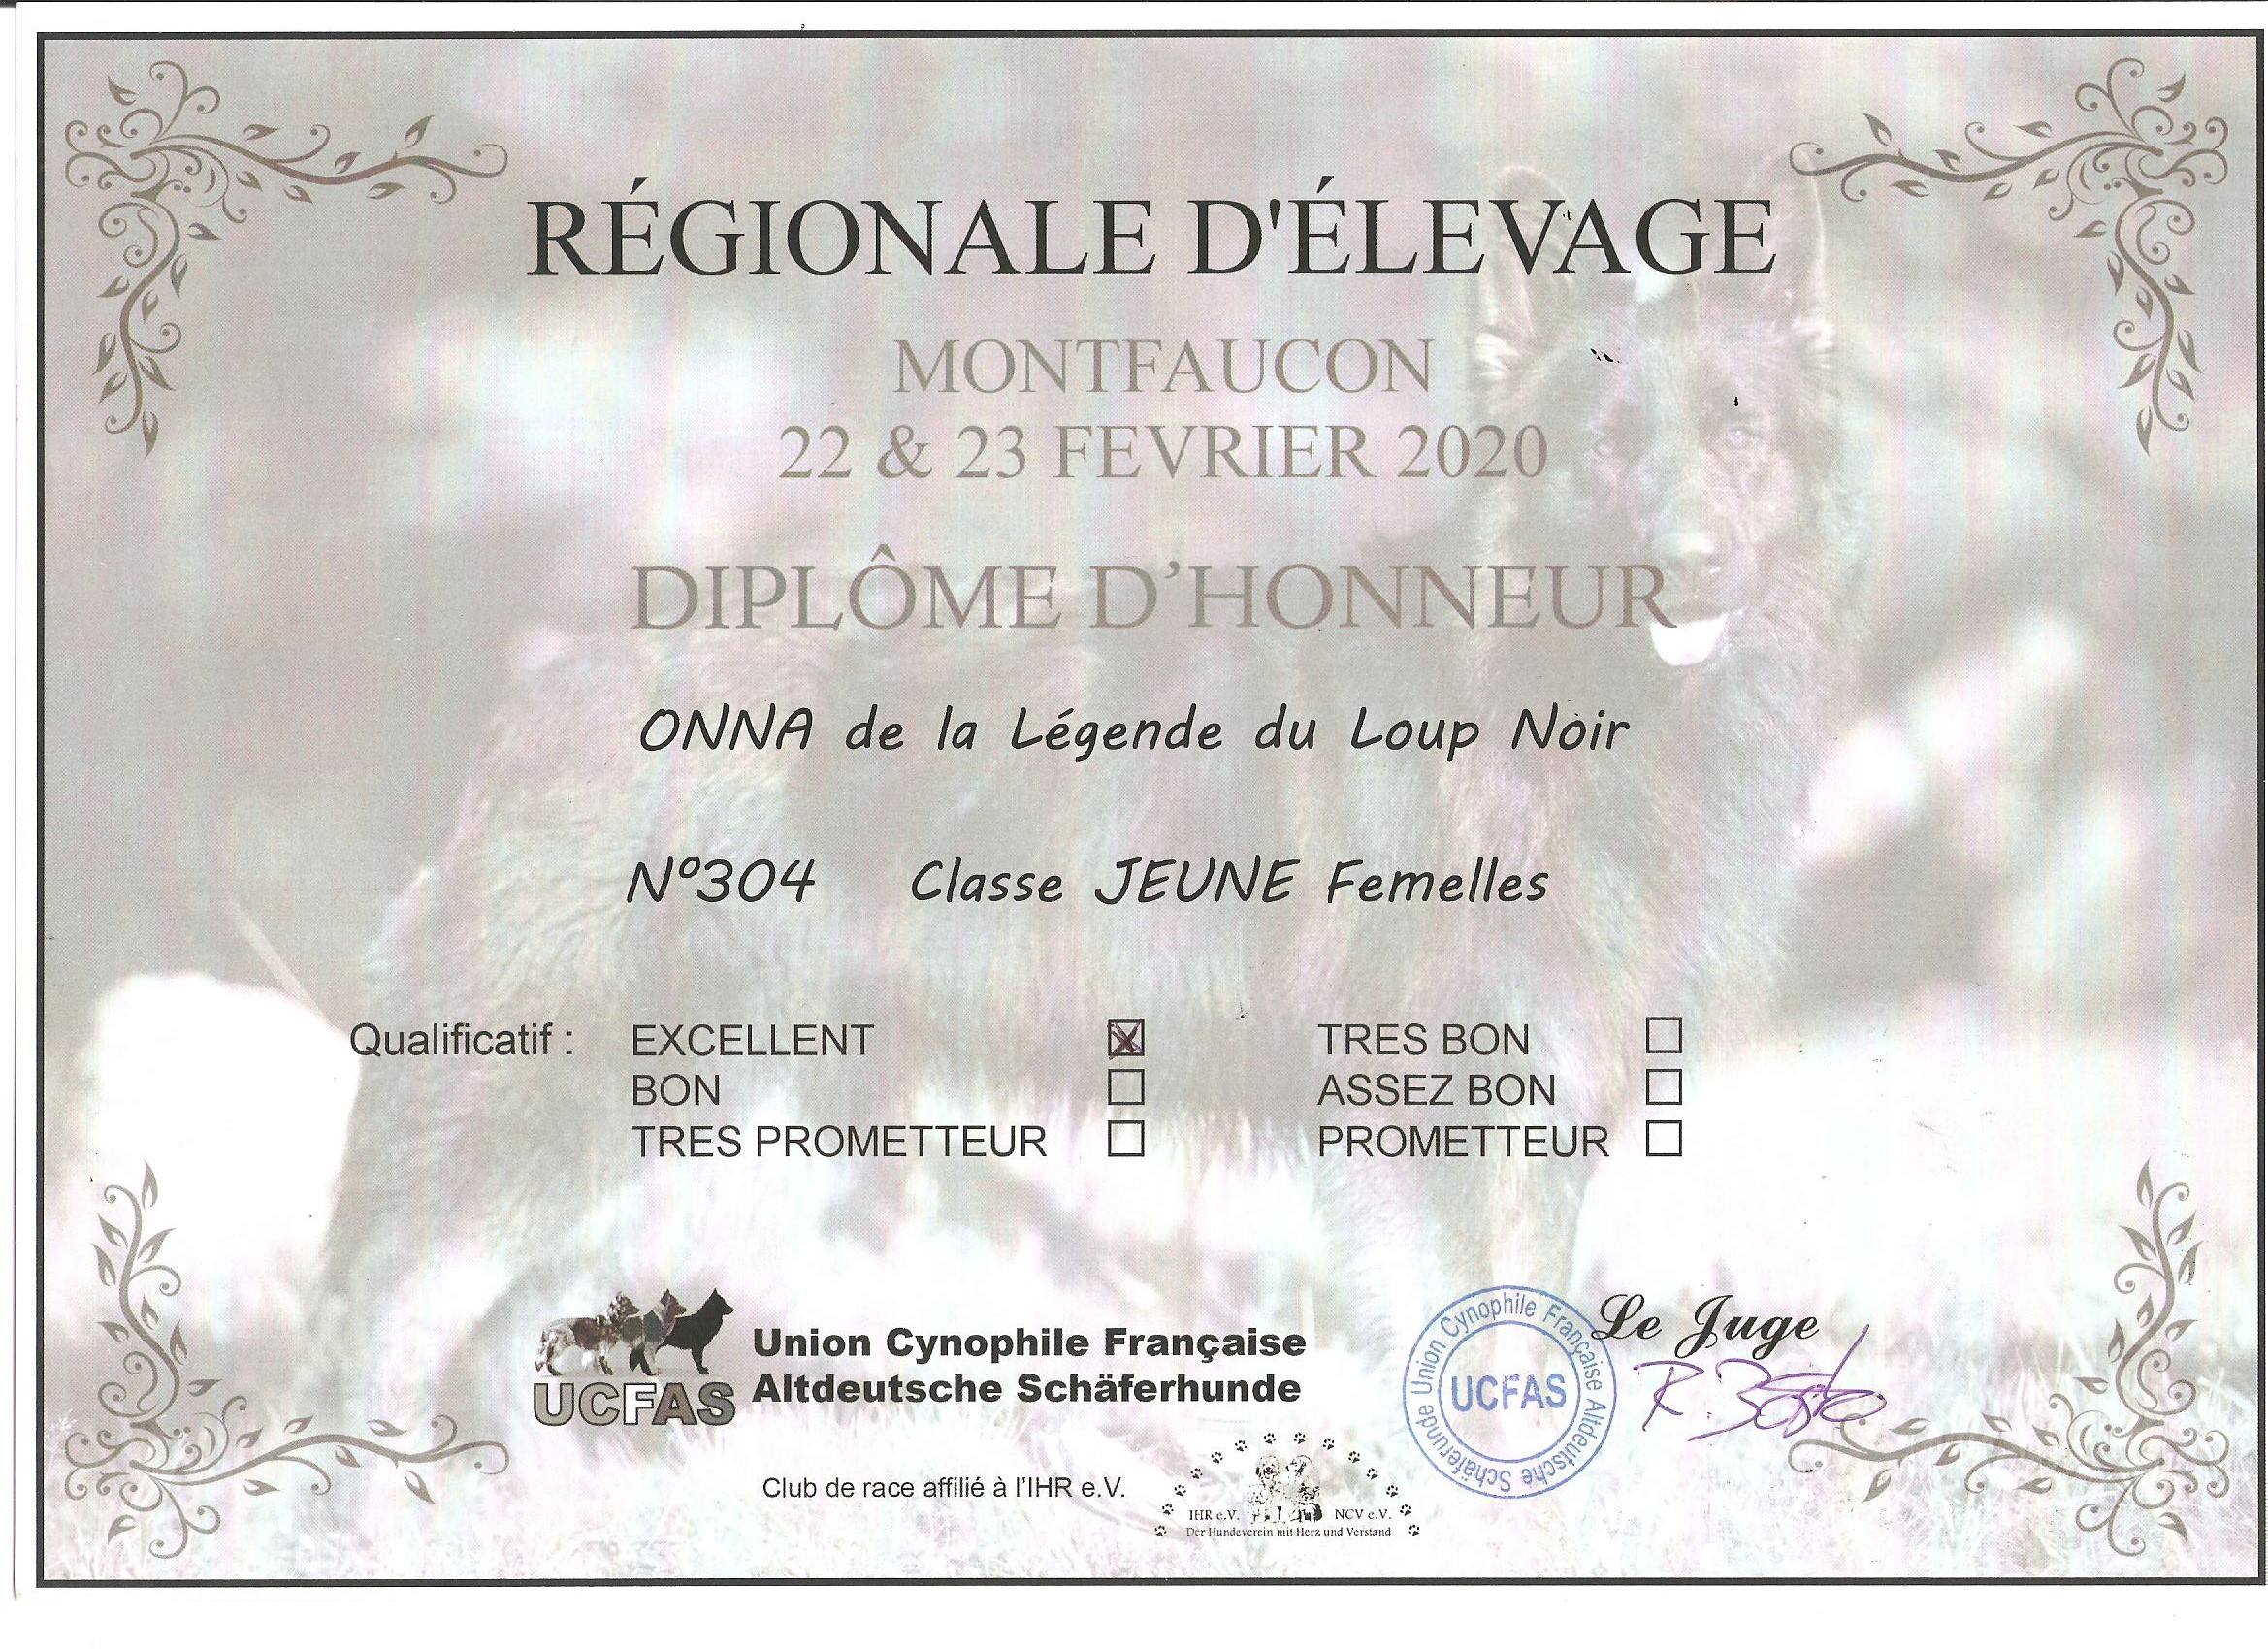 RÉGIONALE D'ÉLEVAGE
MONTFAUCON
22 & 23 FEVRIER 2020
DIPLÔME D’HONNEUR
ONNA de la Légende du Loup Noir
N°304 Classe JEUNE Femelles
Qualificatif : EXCELLENT ☒ TRES BON ☐
BON ☐ ASSEZ BON ☐
TRES PROMETTEUR ☐ PROMETTEUR ☐
Le Juge
UCFAS
Union Cynophile Française
Altdeutsche Schäferhunde
Union Cynophile Française Altdeutsche Schäferunde
UCFAS
R.
Club de race affilié à l'IHR e.V.
IHR e.V. NCV e.V.
Der Hundeverein mit Herz und Verstand